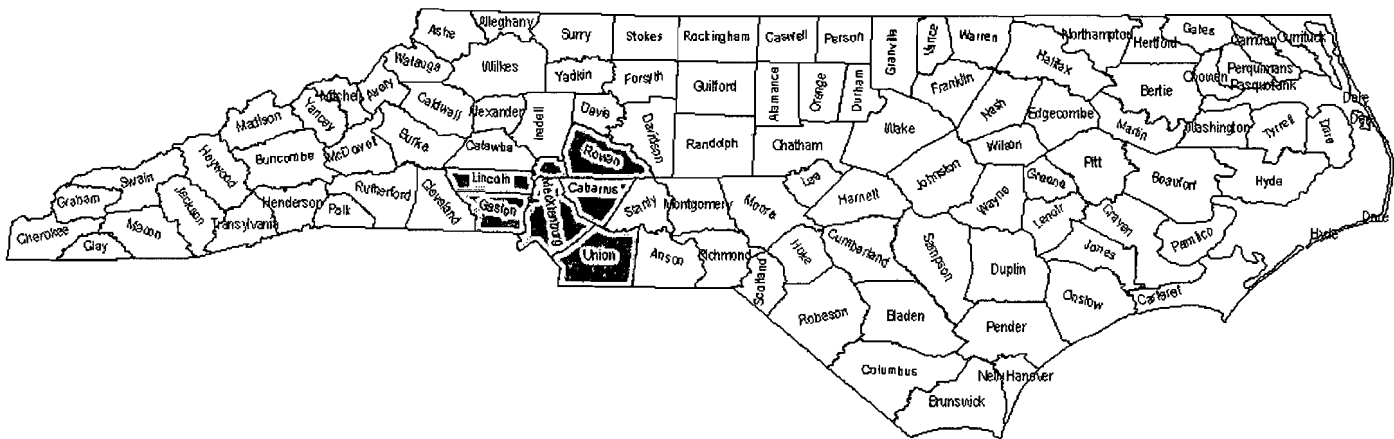 Ashe
Alleghany
Surry
Stokes
Rockingham
Caswell
Person
Granville
Vance
Warren
Northampton
Hertford
Gates
Camden
Currituck
Watauga
Wilkes
Yadkin
Forsyth
Guilford
Alamance
Orange
Durham
Franklin
Halifax
Bertie
Chowan
Perquimans
Pasquotank
Mitchell
Avery
Caldwell
Alexander
Iredell
Davie
Davidson
Nash
Edgecombe
Martin
Washington
Tyrrell
Dare
Dare
Dare
Madison
Yancey
Burke
Catawba
Rowan
Randolph
Chatham
Wake
Wilson
Pitt
Beaufort
Hyde
Haywood
Buncombe
McDowell
Swain
Rutherford
Cleveland
Lincoln
Gaston
Mecklenburg
Cabarrus
Stanly
Montgomery
Moore
Lee
Harnett
Johnston
Wayne
Greene
Lenoir
Craven
Pamlico
Hyde
Dare
Graham
Jackson
Henderson
Polk
Transylvania
Cherokee
Macon
Clay
Union
Anson
Richmond
Scotland
Hoke
Cumberland
Sampson
Duplin
Jones
Onslow
Carteret
Robeson
Bladen
Pender
Columbus
New Hanover
Brunswick